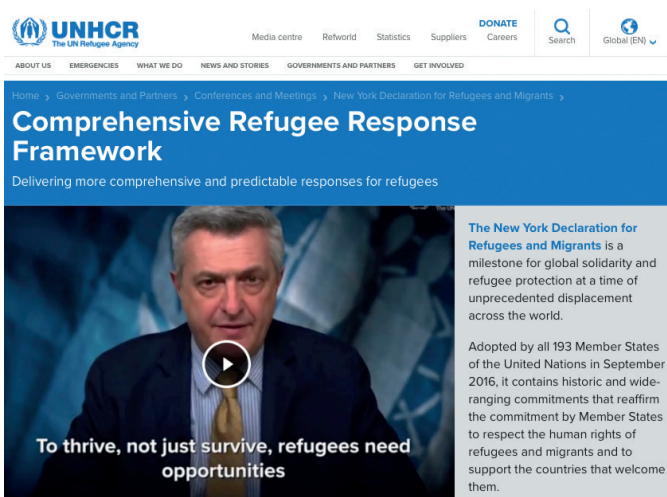 UNHCR
The UN Refugee Agency
Media centre
Refworld
Statistics
Suppliers
DONATE
Careers
Search
Global (EN)
ABOUT US
EMERGENCIES
WHAT WE DO
NEWS AND STORIES
GOVERNMENTS AND PARTNERS
GET INVOLVED
Home > Governments and Partners > Conferences and Meetings > New York Declaration for Refugees and Migrants >
Comprehensive Refugee Response
Framework
Delivering more comprehensive and predictable responses for refugees
To thrive, not just survive, refugees need
opportunities
The New York Declaration for
Refugees and Migrants is a
milestone for global solidarity and
refugee protection at a time of
unprecedented displacement
across the world.
Adopted by all 193 Member States
of the United Nations in September
2016, it contains historic and wide-
ranging commitments that reaffirm
the commitment by Member States
to respect the human rights of
refugees and migrants and to
support the countries that welcome
them.